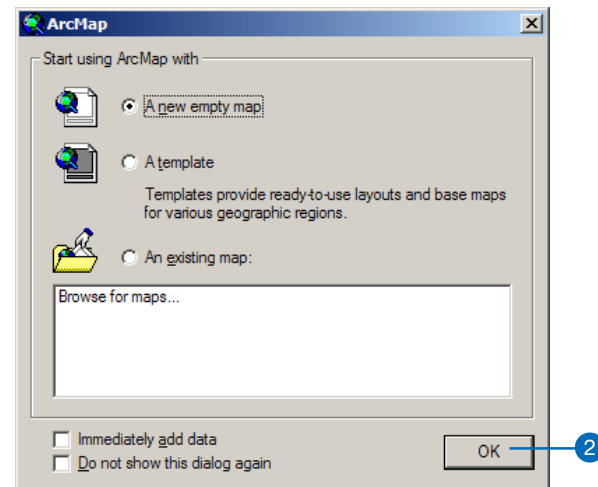 ArcMap
Start using ArcMap with
A new empty map
A template
Templates provide ready-to-use layouts and base maps
for various geographic regions.
An existing map:
Browse for maps...
Immediately add data
Do not show this dialog again
OK
2